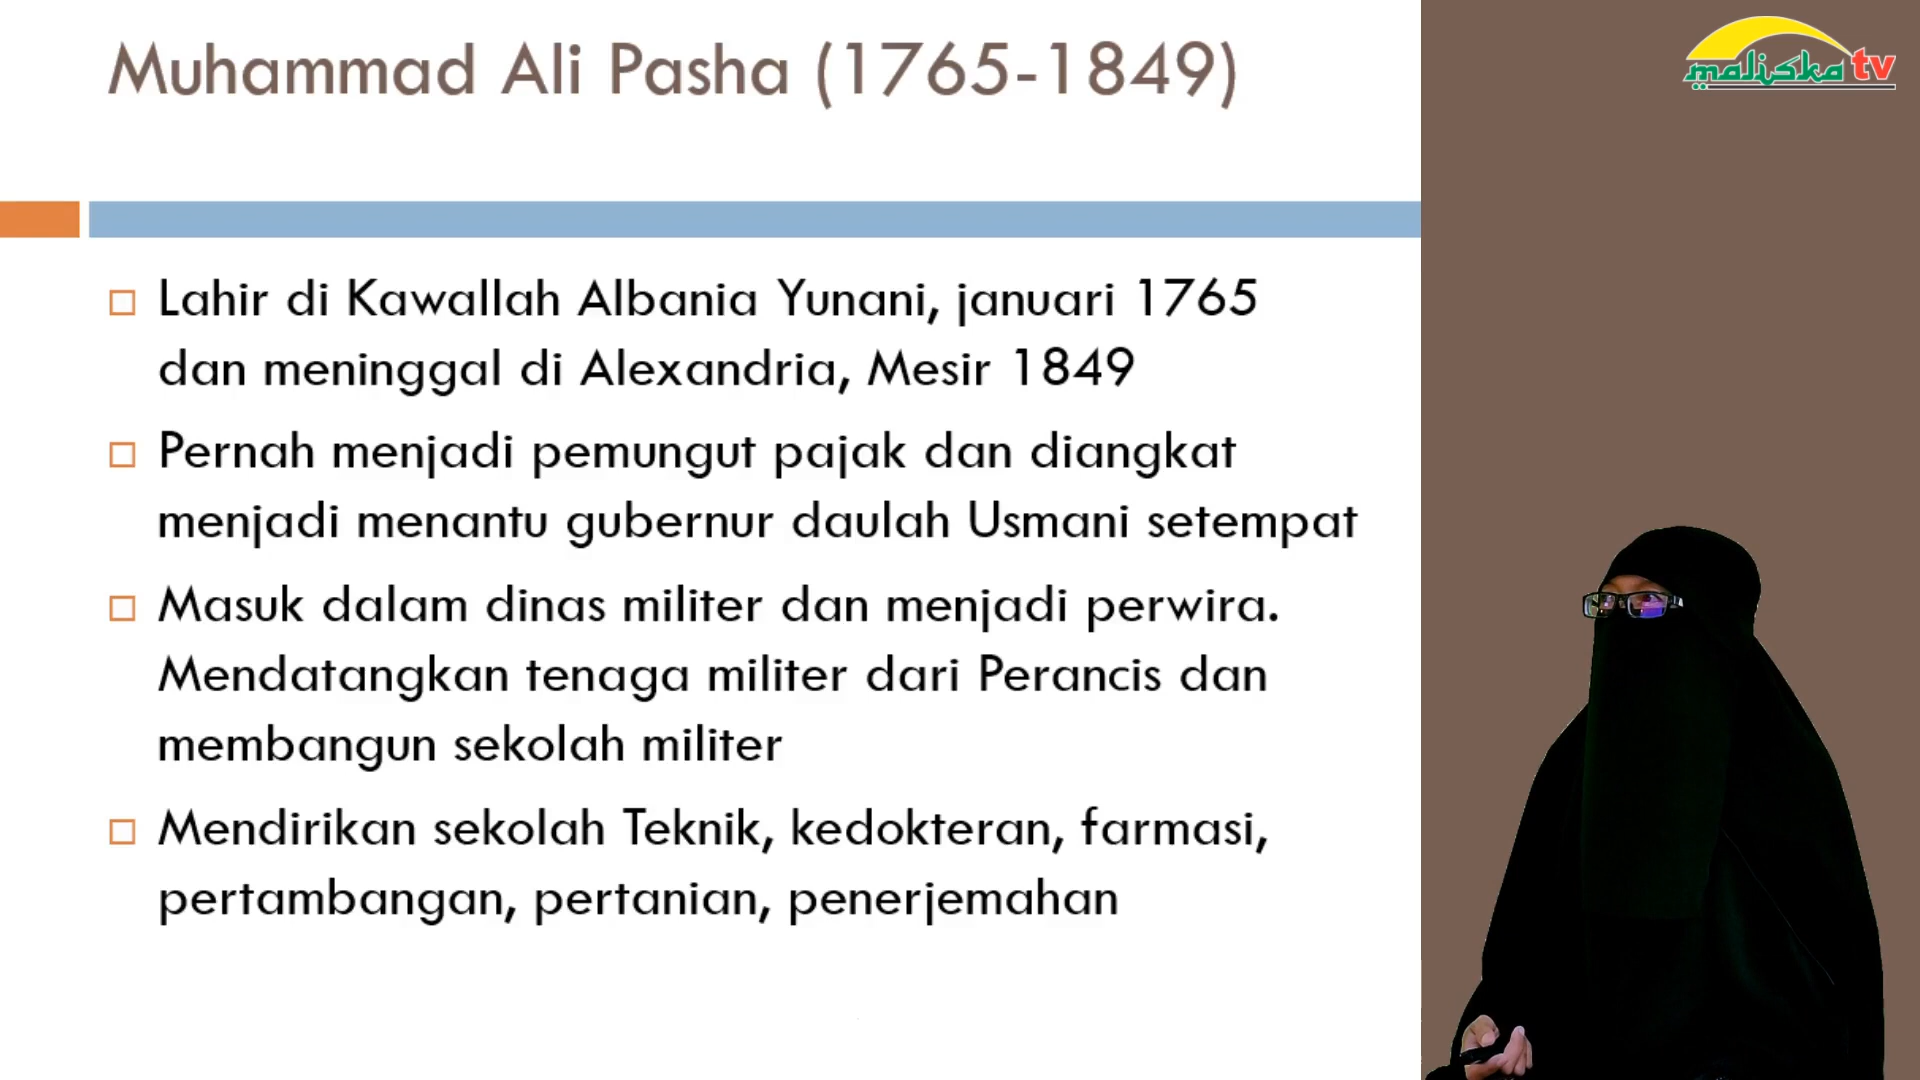 Muhammad Ali Pasha (1765-1849)
maliska tv
Lahir di Kawallah Albania Yunani, januari 1765
dan meninggal di Alexandria, Mesir 1849
Pernah menjadi pemungut pajak dan diangkat
menjadi menantu gubernur daulah Usmani setempat
Masuk dalam dinas militer dan menjadi perwira.
Mendatangkan tenaga militer dari Perancis dan
membangun sekolah militer
Mendirikan sekolah Teknik, kedokteran, farmasi,
pertambangan, pertanian, penerjemahan